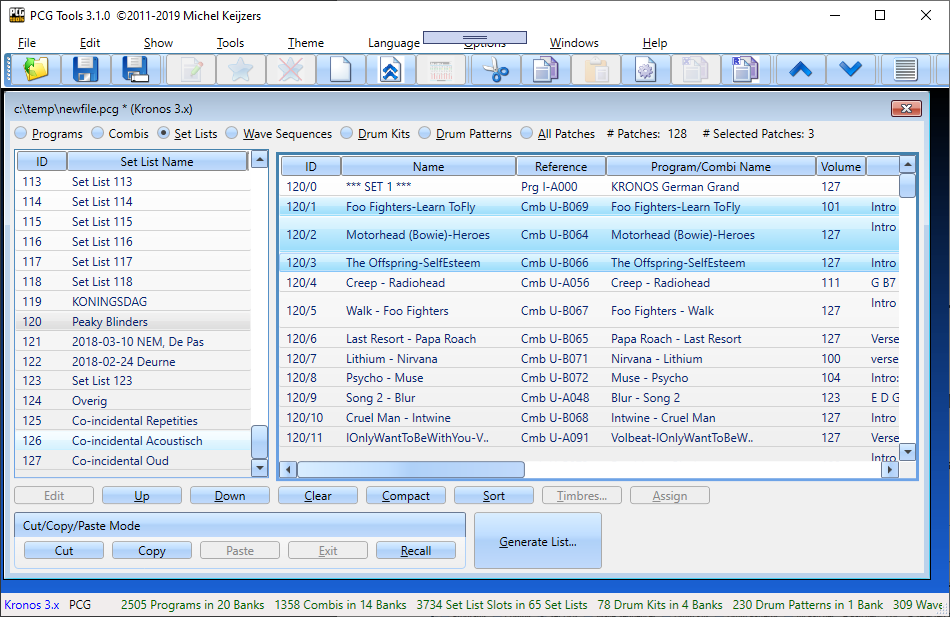 PCG Tools 3.1.0 ©2011-2019 Michel Keijzers
File Edit Show Tools Theme Language Options Windows Help
c:\temp\newfile.pcg * (Kronos 3.x)
Programs Combis Set Lists Wave Sequences Drum Kits Drum Patterns All Patches # Patches: 128 # Selected Patches: 3
ID Set List Name
113 Set List 113
114 Set List 114
115 Set List 115
116 Set List 116
117 Set List 117
118 Set List 118
119 KONINGSDAG
120 Peaky Blinders
121 2018-03-10 NEM, De Pas
122 2018-02-24 Deurne
123 Set List 123
124 Overig
125 Co-incidental Repetities
126 Co-incidental Acoustisch
127 Co-incidental Oud
ID Name Reference Program/Combi Name Volume
120/0 *** SET 1 *** Prg I-A000 KRONOS German Grand 127
120/1 Foo Fighters-Learn ToFly Cmb U-B069 Foo Fighters-Learn ToFly 101 Intro
120/2 Motorhead (Bowie)-Heroes Cmb U-B064 Motorhead (Bowie)-Heroes 127 Intro
120/3 The Offspring-SelfEsteem Cmb U-B066 The Offspring-SelfEsteem 127 Intro
120/4 Creep - Radiohead Cmb U-A056 Creep - Radiohead 111 G B7
120/5 Walk - Foo Fighters Cmb U-B067 Foo Fighters - Walk 127 Intro
120/6 Last Resort - Papa Roach Cmb U-B065 Papa Roach - Last Resort 127 Verse
120/7 Lithium - Nirvana Cmb U-B071 Nirvana - Lithium 100 verse
120/8 Psycho - Muse Cmb U-B072 Muse - Psycho 104 Intro:
120/9 Song 2 - Blur Cmb U-A048 Blur - Song 2 123 E D G
120/10 Cruel Man - Intwine Cmb U-B068 Intwine - Cruel Man 127 Intro
120/11 IOnlyWantToBeWithYou-V.. Cmb U-A091 Volbeat-IOnlyWantToBeW.. 127 Verse
Intro
Edit Up Down Clear Compact Sort Timbres... Assign
Cut/Copy/Paste Mode
Cut Copy Paste Exit Recall
Generate List...
Kronos 3.x PCG 2505 Programs in 20 Banks 1358 Combis in 14 Banks 3734 Set List Slots in 65 Set Lists 78 Drum Kits in 4 Banks 230 Drum Patterns in 1 Bank 309 Wave